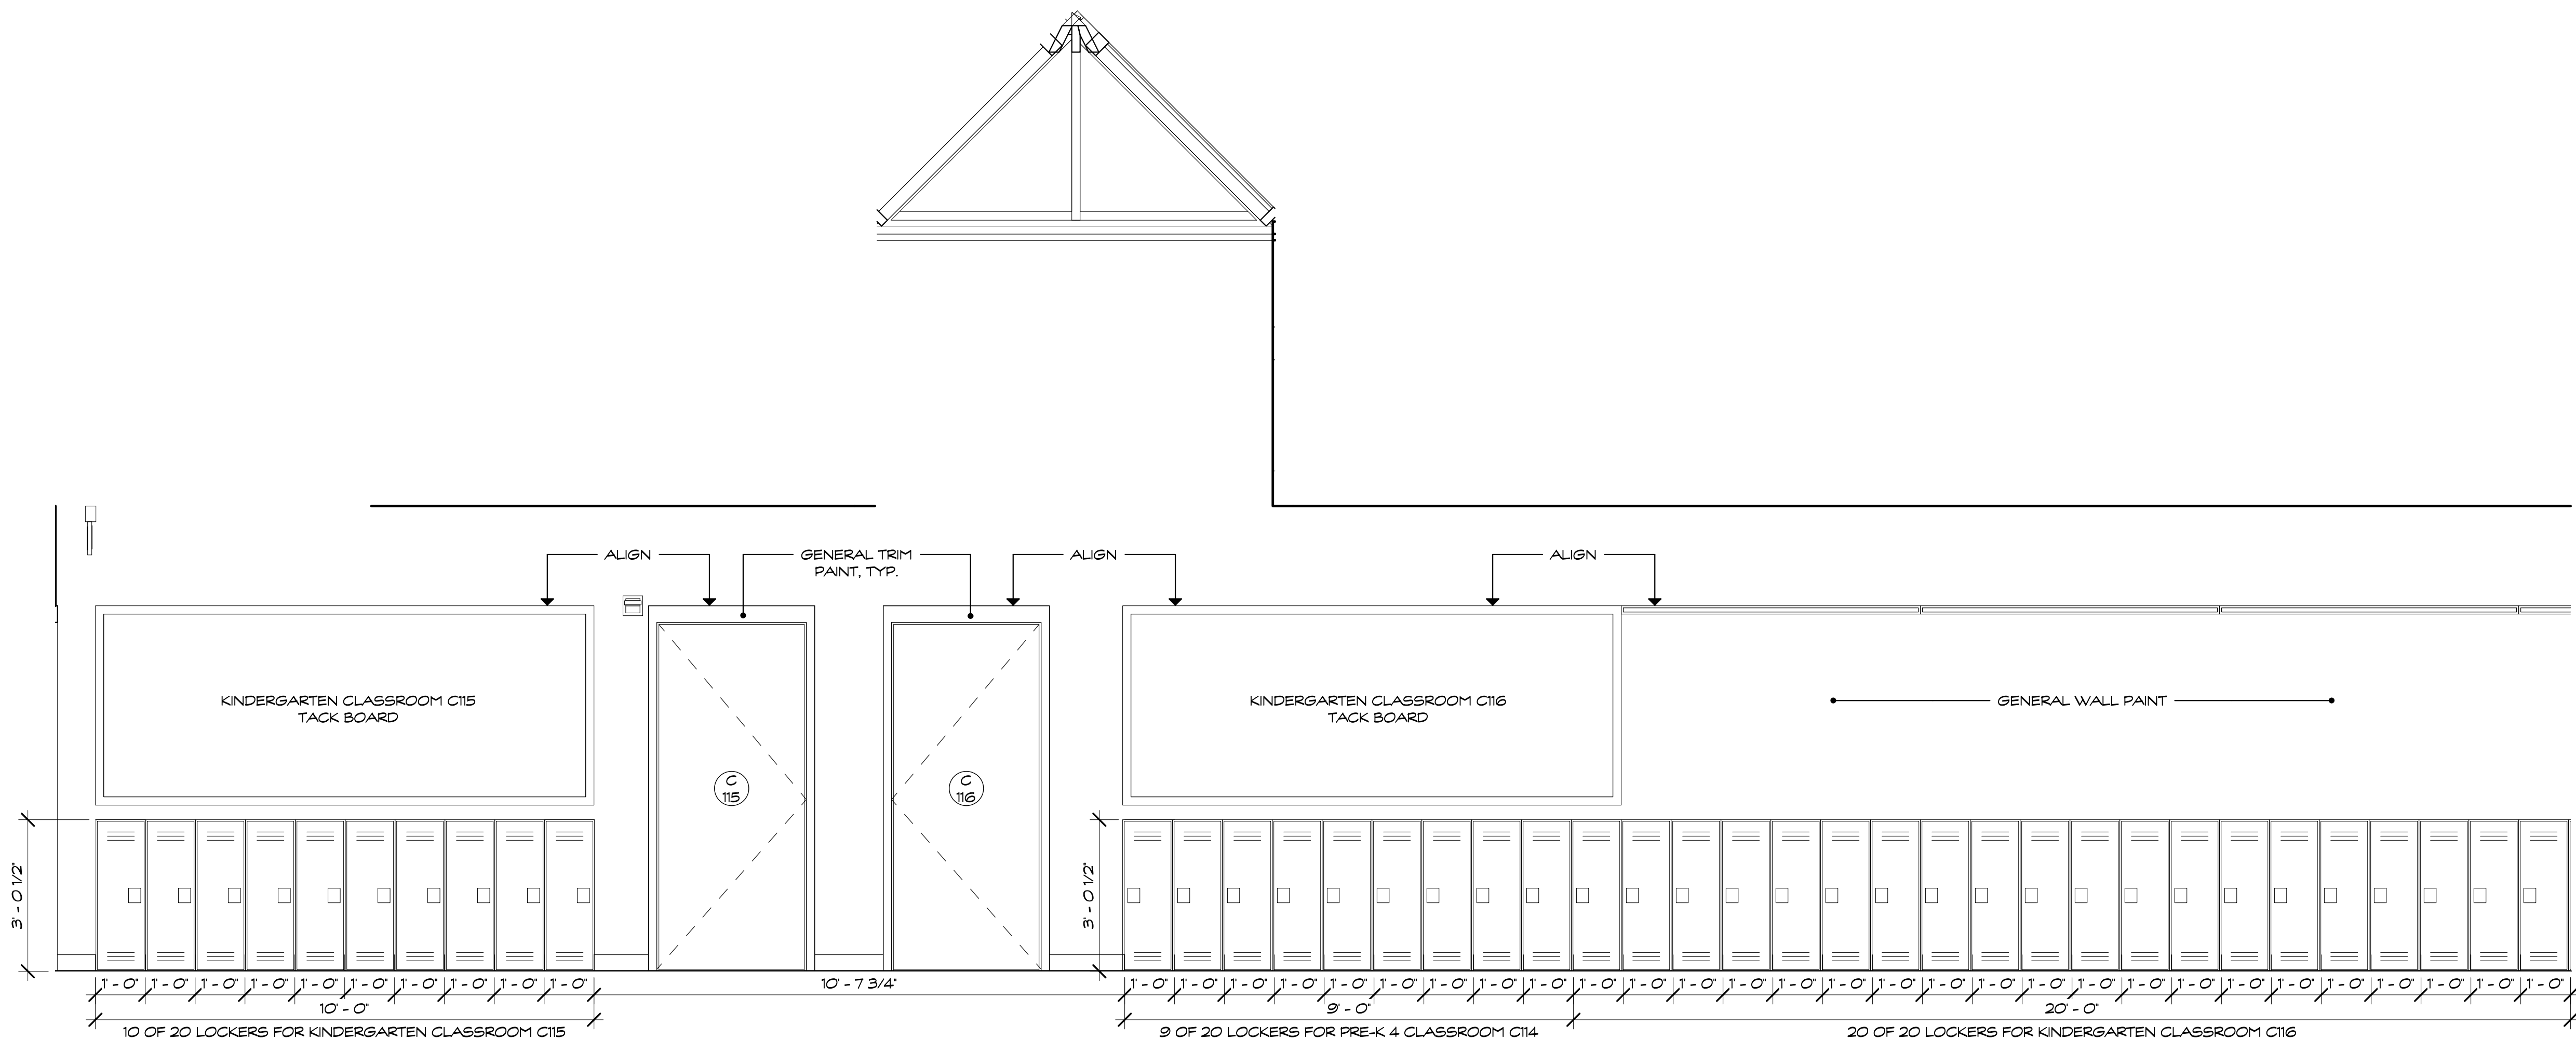 ALIGN
GENERAL TRIM
PAINT, TYP.
ALIGN
ALIGN
KINDERGARTEN CLASSROOM C115
TACK BOARD
KINDERGARTEN CLASSROOM C116
TACK BOARD
GENERAL WALL PAINT
C
115
C
116
3' - 0 1/2"
3' - 0 1/2"
1' - 0" 1' - 0" 1' - 0" 1' - 0" 1' - 0" 1' - 0" 1' - 0" 1' - 0" 1' - 0" 1' - 0" 10' - 7 3/4" 1' - 0" 1' - 0" 1' - 0" 1' - 0" 1' - 0" 1' - 0" 1' - 0" 1' - 0" 1' - 0" 1' - 0" 1' - 0" 1' - 0" 1' - 0" 1' - 0" 1' - 0" 1' - 0" 1' - 0" 1' - 0" 1' - 0" 1' - 0" 1' - 0" 1' - 0" 1' - 0" 1' - 0" 1' - 0" 1' - 0" 1' - 0" 1' - 0" 1' - 0"
10' - 0" 9' - 0" 20' - 0"
10 OF 20 LOCKERS FOR KINDERGARTEN CLASSROOM C115
9 OF 20 LOCKERS FOR PRE-K 4 CLASSROOM C114
20 OF 20 LOCKERS FOR KINDERGARTEN CLASSROOM C116